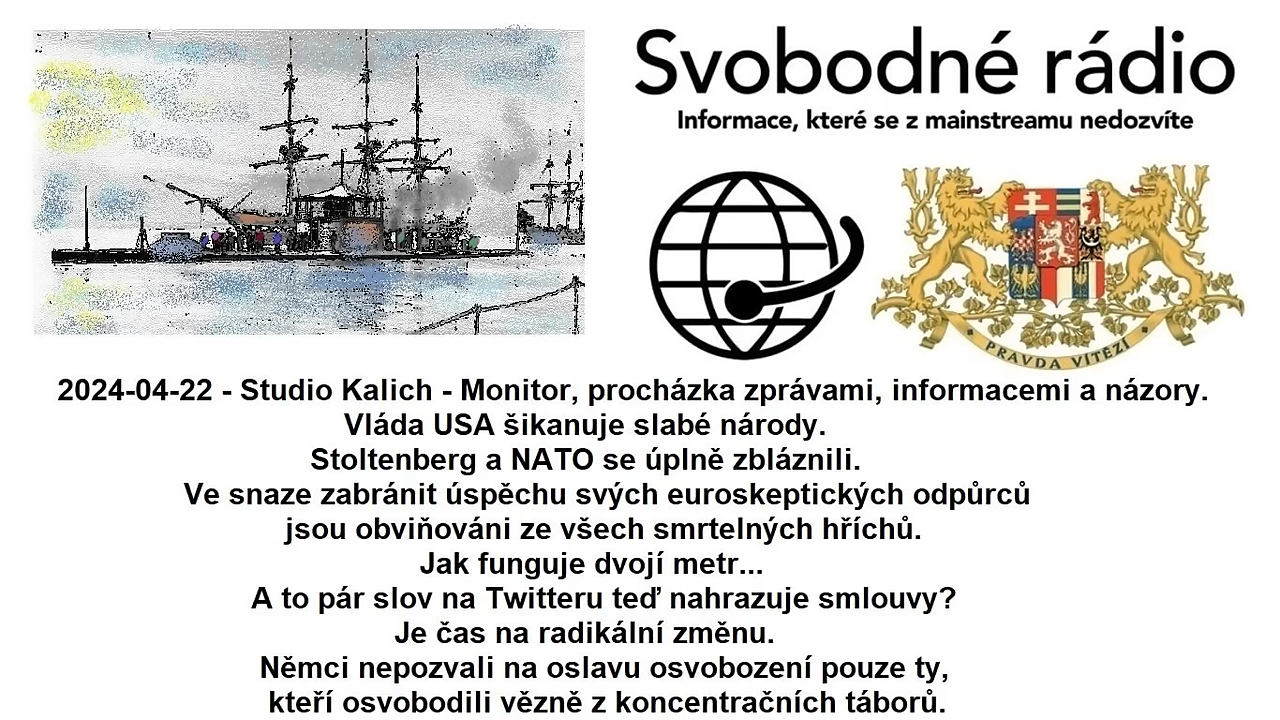 Svobodné rádio
Informace, které se z mainstreamu nedozvíte
PRAVDA VÍTĚZÍ
2024-04-22 - Studio Kalich - Monitor, procházka zprávami, informacemi a názory.
Vláda USA šikanuje slabé národy.
Stoltenberg a NATO se úplně zbláznili.
Ve snaze zabránit úspěchu svých euroskeptických odpůrců
jsou obviňováni ze všech smrtelných hříchů.
Jak funguje dvojí metr...
A to pár slov na Twitteru teď nahrazuje smlouvy?
Je čas na radikální změnu.
Němci nepozvali na oslavu osvobození pouze ty,
kteří osvobodili vězně z koncentračních táborů.